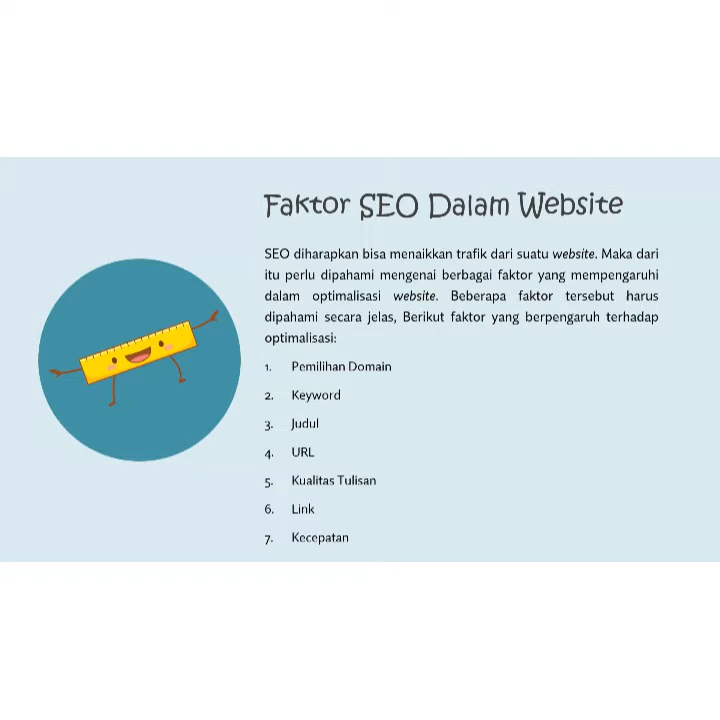 Faktor SEO Dalam Website
SEO diharapkan bisa menaikkan trafik dari suatu website. Maka dari
itu perlu dipahami mengenai berbagai faktor yang mempengaruhi
dalam optimalisasi website. Beberapa faktor tersebut harus
dipahami secara jelas, Berikut faktor yang berpengaruh terhadap
optimalisasi:
1. Pemilihan Domain
2. Keyword
3. Judul
4. URL
5. Kualitas Tulisan
6. Link
7. Kecepatan